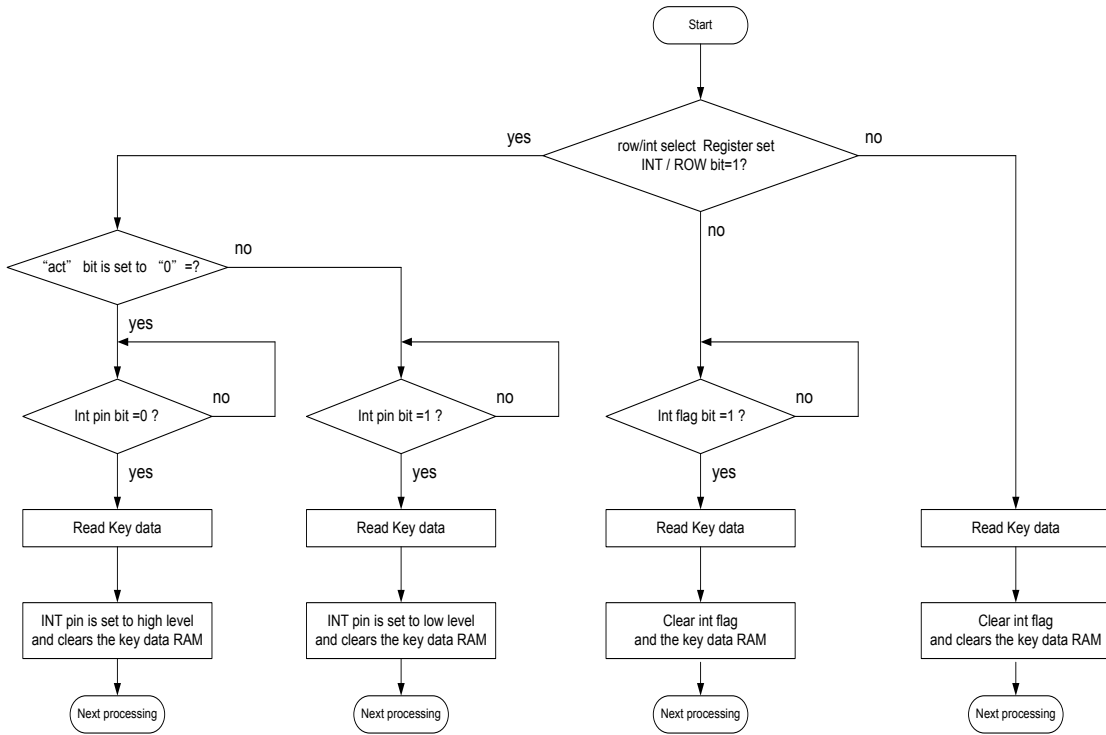 Start
row/int select Register set
INT / ROW bit=1?
yes
no
no
“act” bit is set to “0” =?
no
yes
Int pin bit =0 ?
no
Int pin bit =1 ?
no
Int flag bit =1 ?
no
yes
yes
yes
Read Key data
Read Key data
Read Key data
Read Key data
INT pin is set to high level
and clears the key data RAM
INT pin is set to low level
and clears the key data RAM
Clear int flag
and the key data RAM
Clear int flag
and clears the key data RAM
Next processing
Next processing
Next processing
Next processing